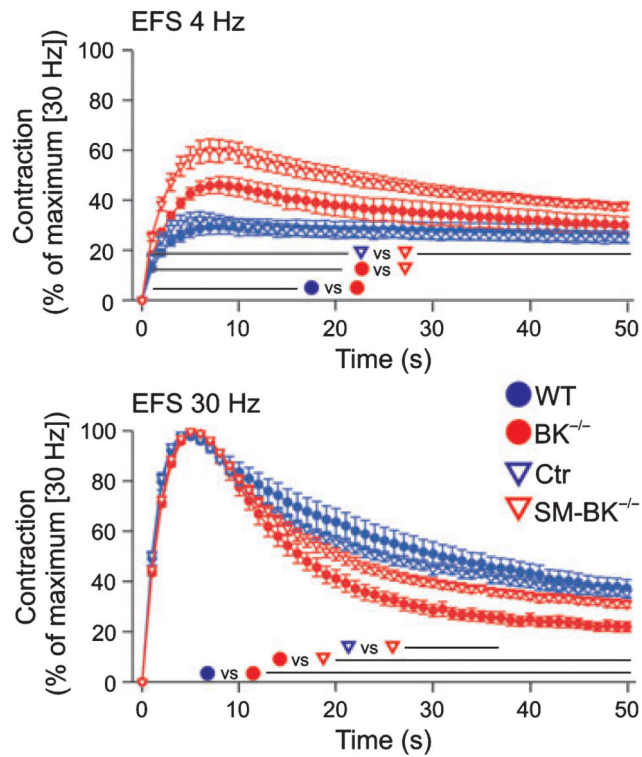 EFS 4 Hz
Contraction
(% of maximum [30 Hz])
100
80
60
40
20
0
vs
vs
vs
0
10
20
30
40
50
Time (s)
EFS 30 Hz
WT
BK−/−
Ctr
SM-BK−/−
Contraction
(% of maximum [30 Hz])
100
80
60
40
20
0
vs
vs
vs
0
10
20
30
40
50
Time (s)